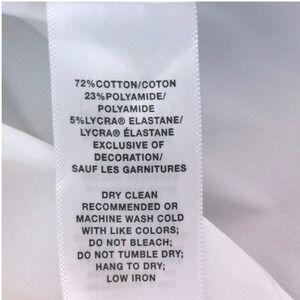 72%COTTON/COTON
23%POLYAMIDE/
POLYAMIDE
5%LYCRA® ELASTANE/
LYCRA® ÉLASTANE
EXCLUSIVE OF
DECORATION/
SAUF LES GARNITURES
DRY CLEAN
RECOMMENDED OR
MACHINE WASH COLD
WITH LIKE COLORS;
DO NOT BLEACH;
DO NOT TUMBLE DRY;
HANG TO DRY;
LOW IRON